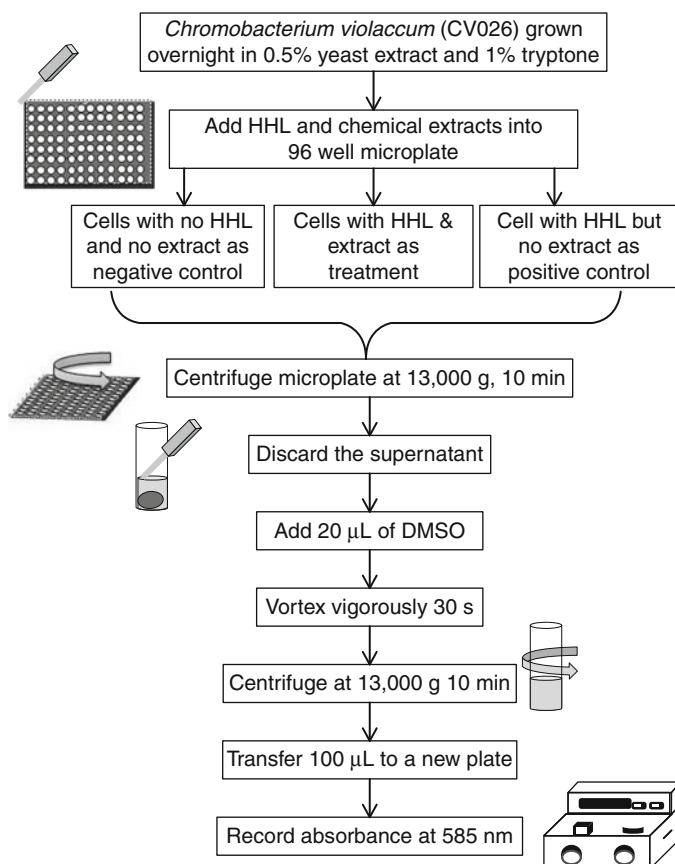 Chromobacterium violaccum (CV026) grown
overnight in 0.5% yeast extract and 1% tryptone
Add HHL and chemical extracts into
96 well microplate
Cells with no HHL
and no extract as
negative control
Cells with HHL &
extract as
treatment
Cell with HHL but
no extract as
positive control
Centrifuge microplate at 13,000 g, 10 min
Discard the supernatant
Add 20 μL of DMSO
Vortex vigorously 30 s
Centrifuge at 13,000 g 10 min
Transfer 100 μL to a new plate
Record absorbance at 585 nm